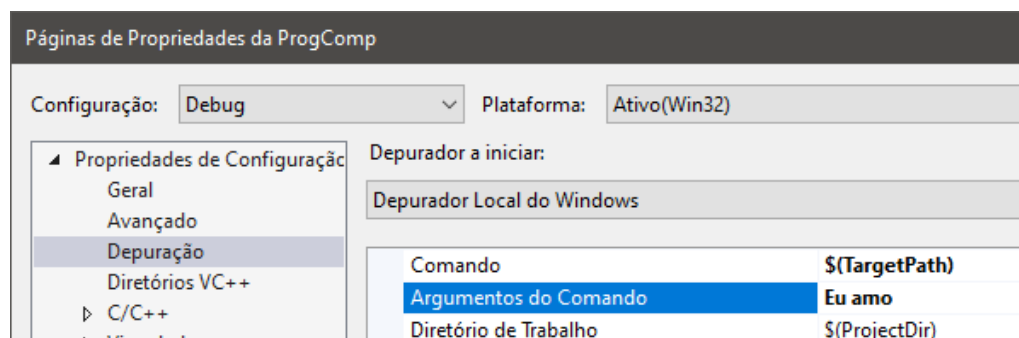 Páginas de Propriedades da ProgComp
Configuração: Debug Plataforma: Ativo(Win32)
Propriedades de Configuraçãc
Geral
Avançado
Depuração
Diretórios VC++
C/C++
Depurador a iniciar:
Depurador Local do Windows
Comando $(TargetPath)
Argumentos do Comando Eu amo
Diretório de Trabalho $(ProjectDir)